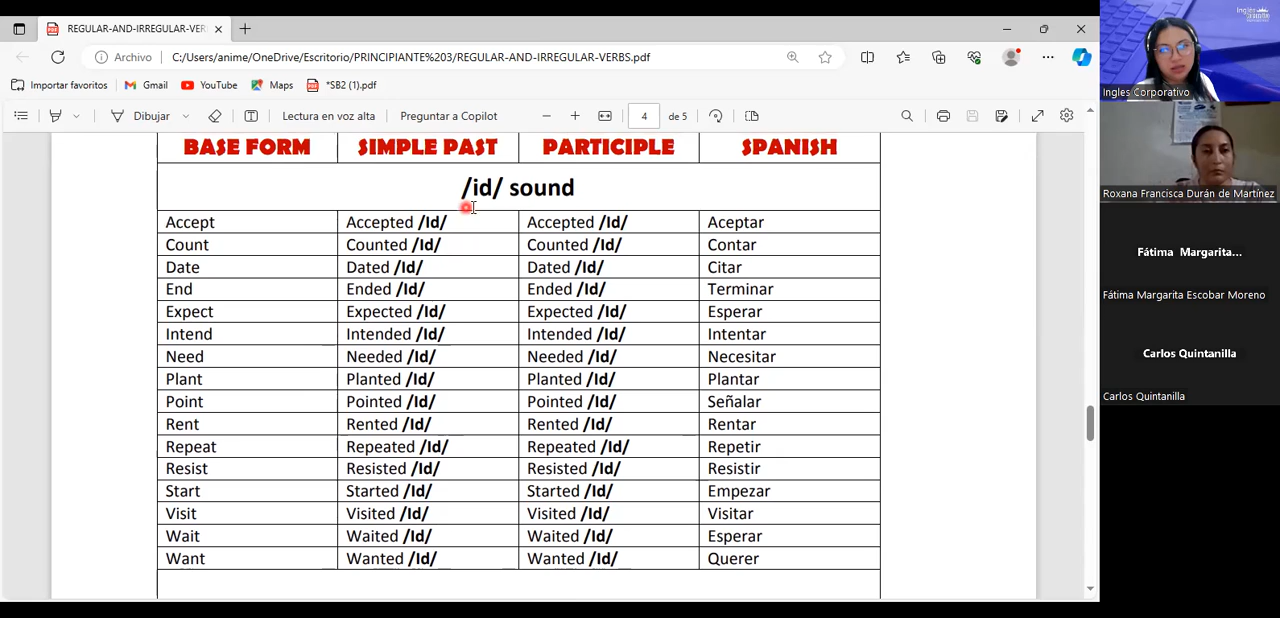 REGULAR-AND-IRREGULAR-VERI
Archivo C:/Users/anime/OneDrive/Escritorio/PRINCIPIANTE%203/REGULAR-AND-IRREGULAR-VERBS.pdf
Importar favoritos Gmail YouTube Maps *SB2 (1).pdf
Dibujar Lectura en voz alta Preguntar a Copilot 4 de 5
BASE FORM SIMPLE PAST PARTICIPLE SPANISH
/id/ sound
Accept Accepted /Id/ Accepted /Id/ Aceptar
Count Counted /Id/ Counted /Id/ Contar
Date Dated /Id/ Dated /Id/ Citar
End Ended /Id/ Ended /Id/ Terminar
Expect Expected /Id/ Expected /Id/ Esperar
Intend Intended /Id/ Intended /Id/ Intentar
Need Needed /Id/ Needed /Id/ Necesitar
Plant Planted /Id/ Planted /Id/ Plantar
Point Pointed /Id/ Pointed /Id/ Señalar
Rent Rented /Id/ Rented /Id/ Rentar
Repeat Repeated /Id/ Repeated /Id/ Repetir
Resist Resisted /Id/ Resisted /Id/ Resistir
Start Started /Id/ Started /Id/ Empezar
Visit Visited /Id/ Visited /Id/ Visitar
Wait Waited /Id/ Waited /Id/ Esperar
Want Wanted /Id/ Wanted /Id/ Querer
Ingles
Ingles Corporativo
Roxana Francisca Durán de Martínez
Fátima Margarita...
Fátima Margarita Escobar Moreno
Carlos Quintanilla
Carlos Quintanilla